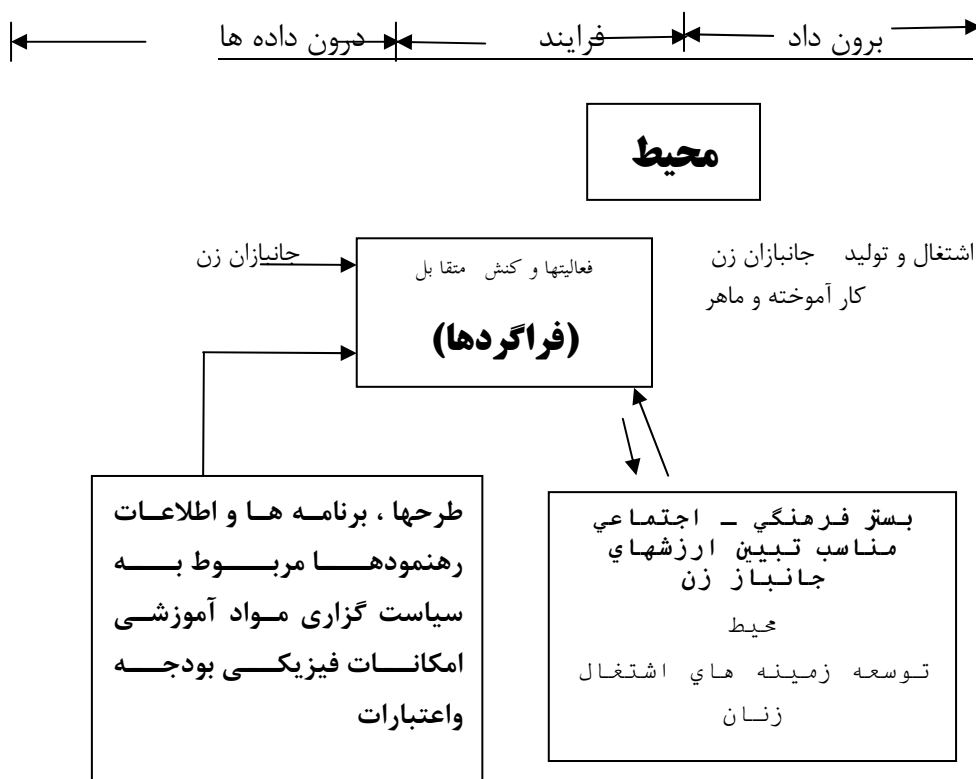 برون داد فرایند درون داده ها
محیط
اشتغال و تولید جانبازان زن
کار آموخته و ماهر
فعالیتها و کنش متقا بل
(فراگردها)
جانبازان زن
بستر فرهنگي – اجتماعي
مناسب تبيين ارزشهاي
جانباز زن
محيط
توسعه زمينه هاي اشتغال
زنان
طرحها ، برنامه ها و اطلاعات
رهنمودها مربوط به
سیاست گزاری مواد آموزشی
امکانات فیزیکی بودجه
واعتبارات